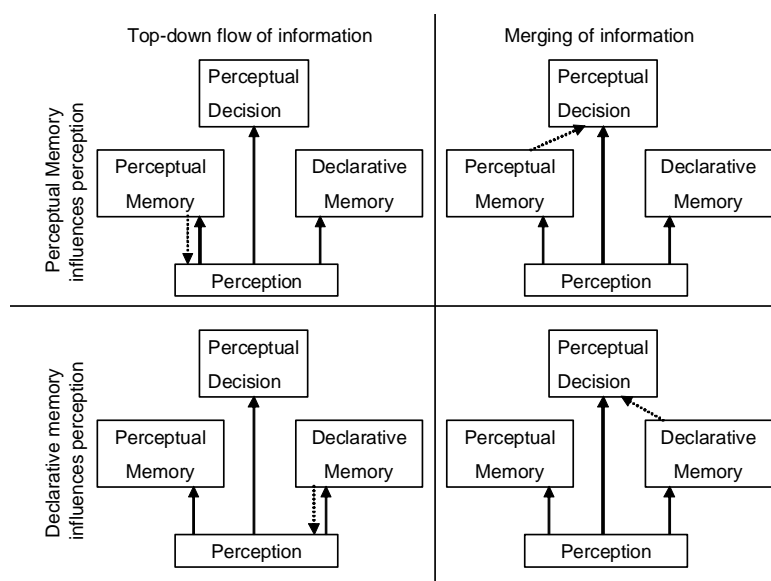 Top-down flow of information
Merging of information
Perceptual Memory
influences perception
Perceptual
Decision
Perceptual
Memory
Declarative
Memory
Perception
Perceptual
Decision
Perceptual
Memory
Declarative
Memory
Perception
Declarative memory
influences perception
Perceptual
Decision
Perceptual
Memory
Declarative
Memory
Perception
Perceptual
Decision
Perceptual
Memory
Declarative
Memory
Perception